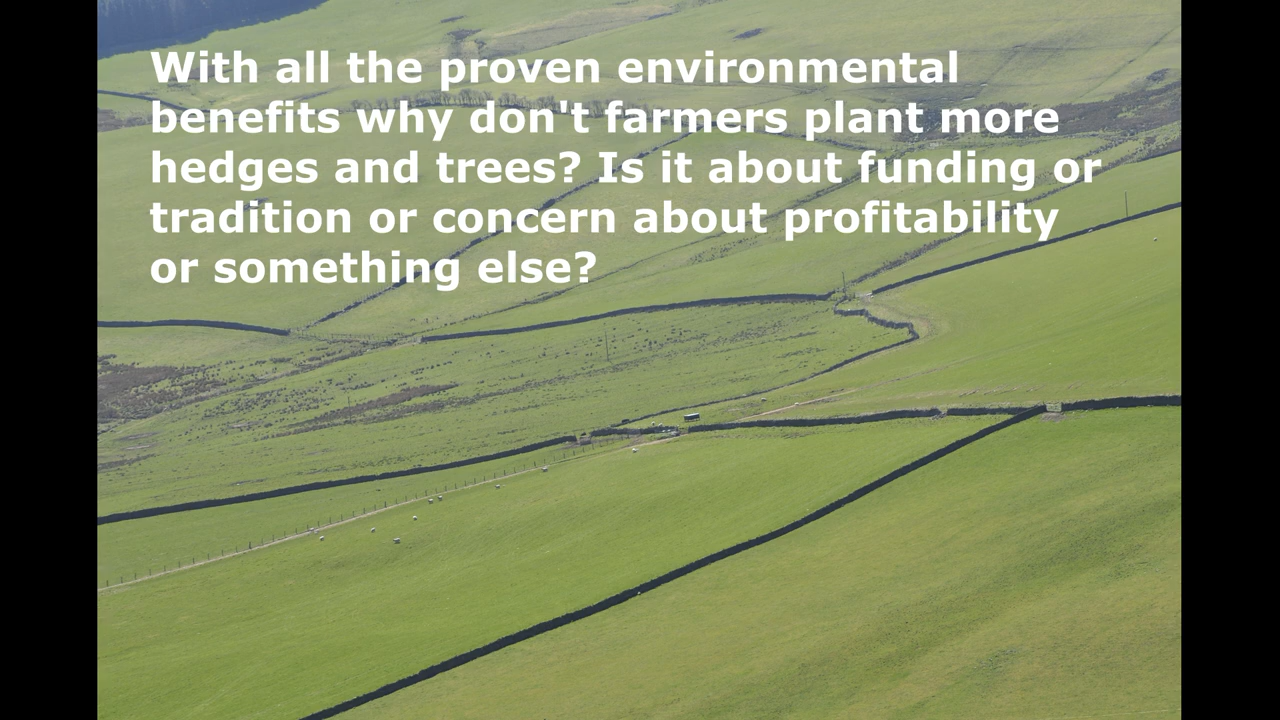 With all the proven environmental
benefits why don't farmers plant more
hedges and trees? Is it about funding or
tradition or concern about profitability
or something else?